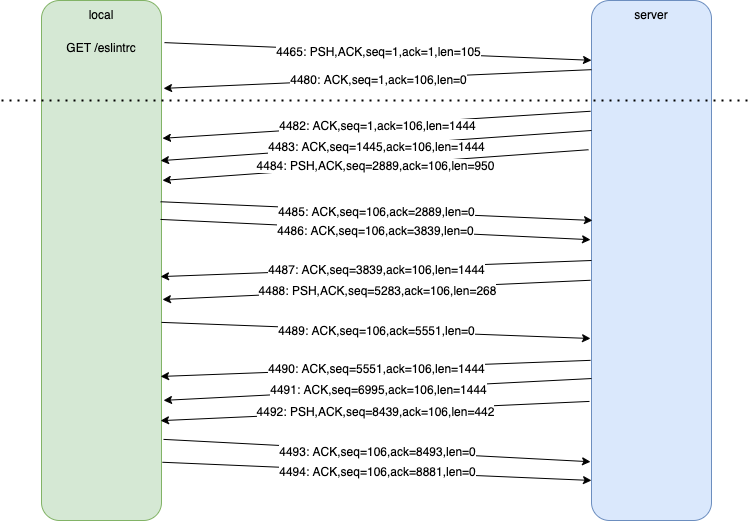 local
server
GET /eslintrc
4465: PSH,ACK,seq=1,ack=1,len=105
4480: ACK,seq=1,ack=106,len=0
4482: ACK,seq=1,ack=106,len=1444
4483: ACK,seq=1445,ack=106,len=1444
4484: PSH,ACK,seq=2889,ack=106,len=950
4485: ACK,seq=106,ack=2889,len=0
4486: ACK,seq=106,ack=3839,len=0
4487: ACK,seq=3839,ack=106,len=1444
4488: PSH,ACK,seq=5283,ack=106,len=268
4489: ACK,seq=106,ack=5551,len=0
4490: ACK,seq=5551,ack=106,len=1444
4491: ACK,seq=6995,ack=106,len=1444
4492: PSH,ACK,seq=8439,ack=106,len=442
4493: ACK,seq=106,ack=8493,len=0
4494: ACK,seq=106,ack=8881,len=0